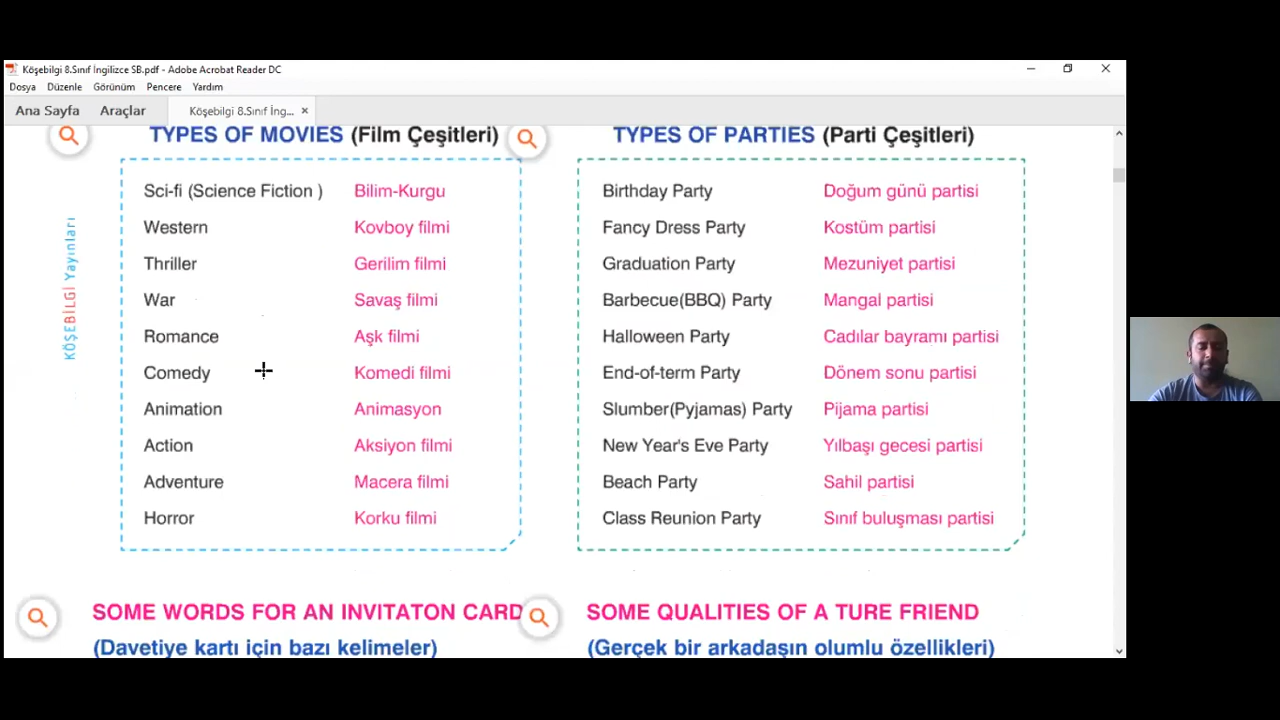 Köşebilgi 8.Sınıf İngilizce SB.pdf - Adobe Acrobat Reader DC
Dosya Düzenle Görünüm Pencere Yardım
Ana Sayfa Araçlar Köşebilgi 8.Sınıf İng... ×
TYPES OF MOVIES (Film Çeşitleri)
Sci-fi (Science Fiction ) Bilim-Kurgu
Western Kovboy filmi
Thriller Gerilim filmi
War Savaş filmi
Romance Aşk filmi
Comedy Komedi filmi
Animation Animasyon
Action Aksiyon filmi
Adventure Macera filmi
Horror Korku filmi
TYPES OF PARTIES (Parti Çeşitleri)
Birthday Party Doğum günü partisi
Fancy Dress Party Kostüm partisi
Graduation Party Mezuniyet partisi
Barbecue(BBQ) Party Mangal partisi
Halloween Party Cadılar bayramı partisi
End-of-term Party Dönem sonu partisi
Slumber(Pyjamas) Party Pijama partisi
New Year's Eve Party Yılbaşı gecesi partisi
Beach Party Sahil partisi
Class Reunion Party Sınıf buluşması partisi
KÖŞEBİLGİ Yayınları
SOME WORDS FOR AN INVITATON CARD
(Davetiye kartı için bazı kelimeler)
SOME QUALITIES OF A TURE FRIEND
(Gerçek bir arkadaşın olumlu özellikleri)